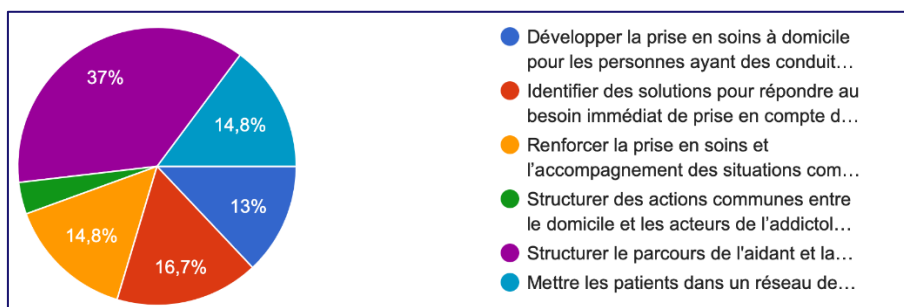 37%
14,8%
13%
14,8%
16,7%
Développer la prise en soins à domicile
pour les personnes ayant des conduit…
Identifier des solutions pour répondre au
besoin immédiat de prise en compte d…
Renforcer la prise en soins et
l’accompagnement des situations com…
Structurer des actions communes entre
le domicile et les acteurs de l’addictol…
Structurer le parcours de l'aidant et la…
Mettre les patients dans un réseau de…